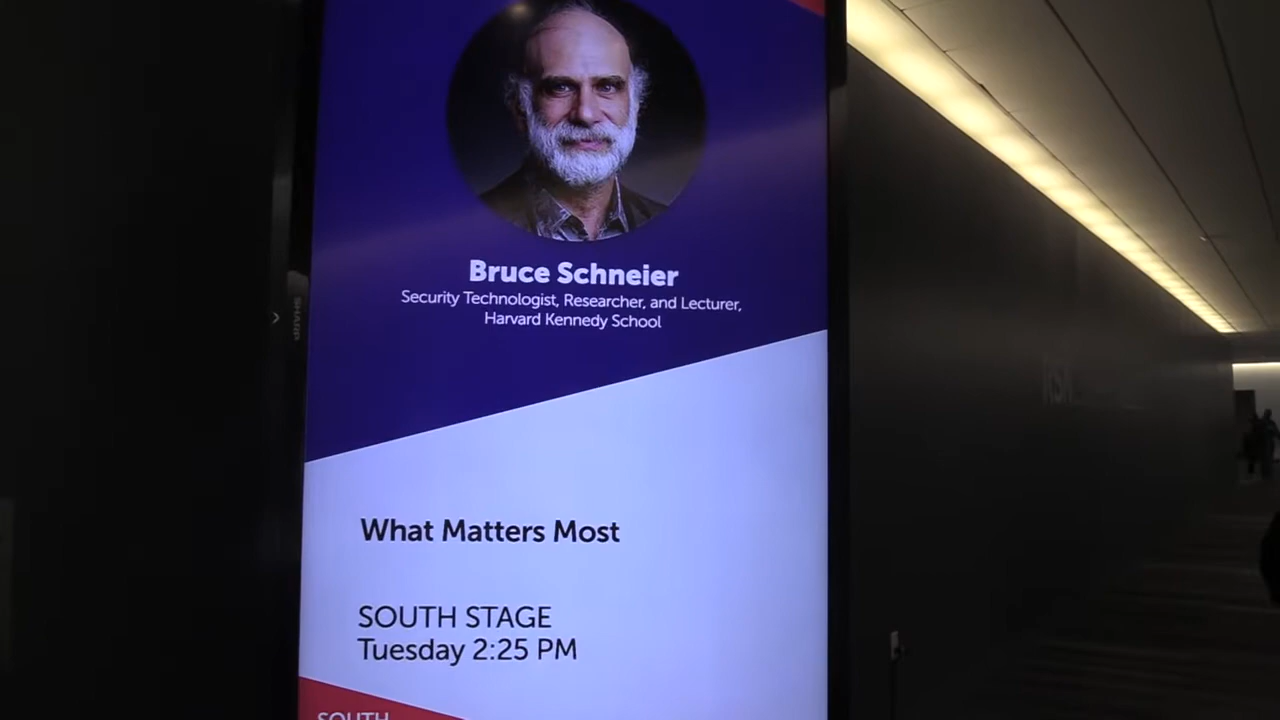 Bruce Schneier
Security Technologist, Researcher, and Lecturer,
Harvard Kennedy School
SHARP
What Matters Most
SOUTH STAGE
Tuesday 2:25 PM
SOUTH